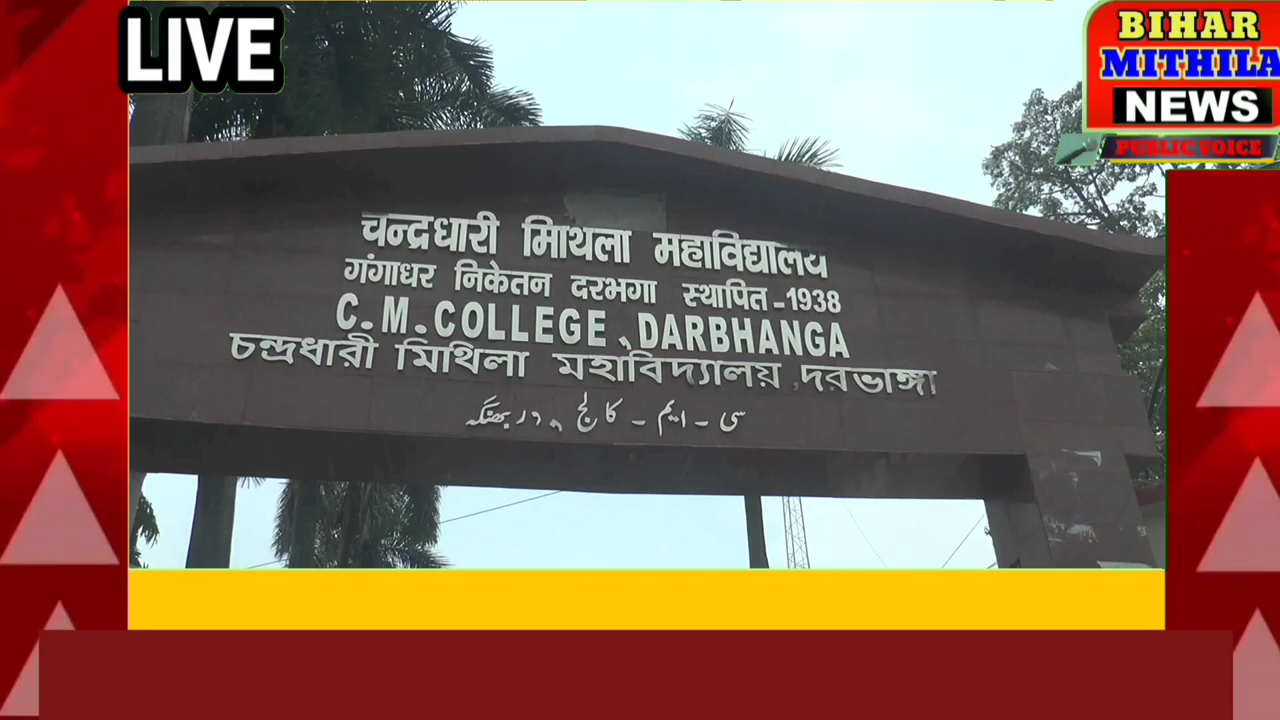 LIVE
BIHAR
MITHILA
NEWS
PUBLIC VOICE
चन्द्रधारी मिथिला महाविद्यालय
गंगाधर निकेतन दरभगा स्थापित-1938
C.M.COLLEGE, DARBHANGA
চন্দ্রধারী মিথিলা মহাবিদ্যালয়,দরভাঙ্গা
سی - ایم - کالج , دربھنگہ